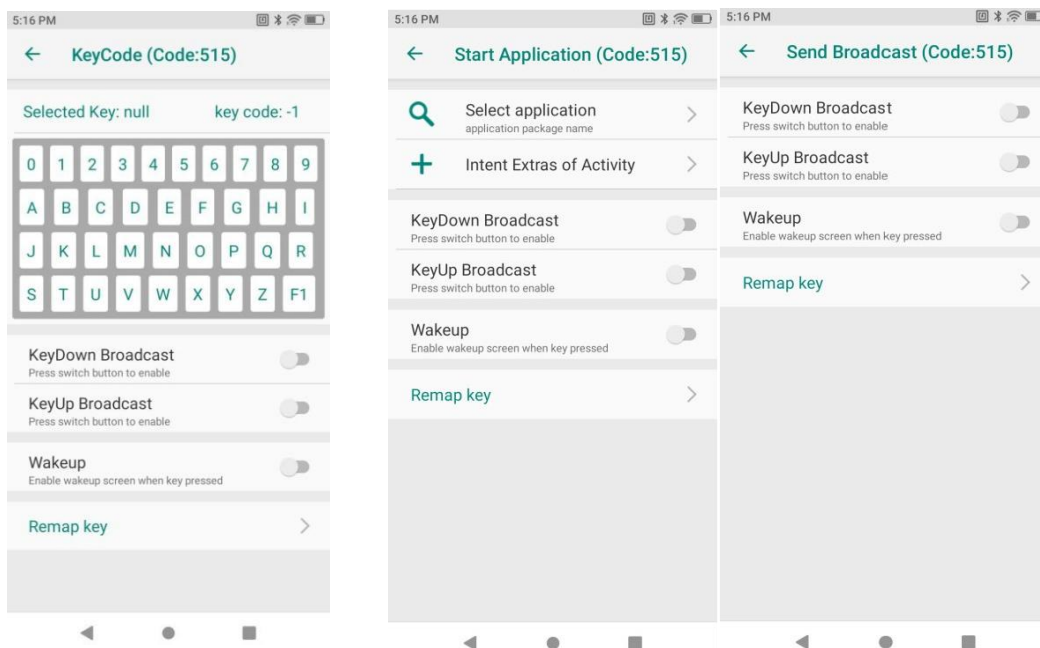 5:16 PM
KeyCode (Code:515)
Selected Key: null key code: -1
0 1 2 3 4 5 6 7 8 9
A B C D E F G H I
J K L M N O P Q R
S T U V W X Y Z F1
KeyDown Broadcast
Press switch button to enable
KeyUp Broadcast
Press switch button to enable
Wakeup
Enable wakeup screen when key pressed
Remap key
5:16 PM
Start Application (Code:515)
Select application
application package name
Intent Extras of Activity
KeyDown Broadcast
Press switch button to enable
KeyUp Broadcast
Press switch button to enable
Wakeup
Enable wakeup screen when key pressed
Remap key
5:16 PM
Send Broadcast (Code:515)
KeyDown Broadcast
Press switch button to enable
KeyUp Broadcast
Press switch button to enable
Wakeup
Enable wakeup screen when key pressed
Remap key